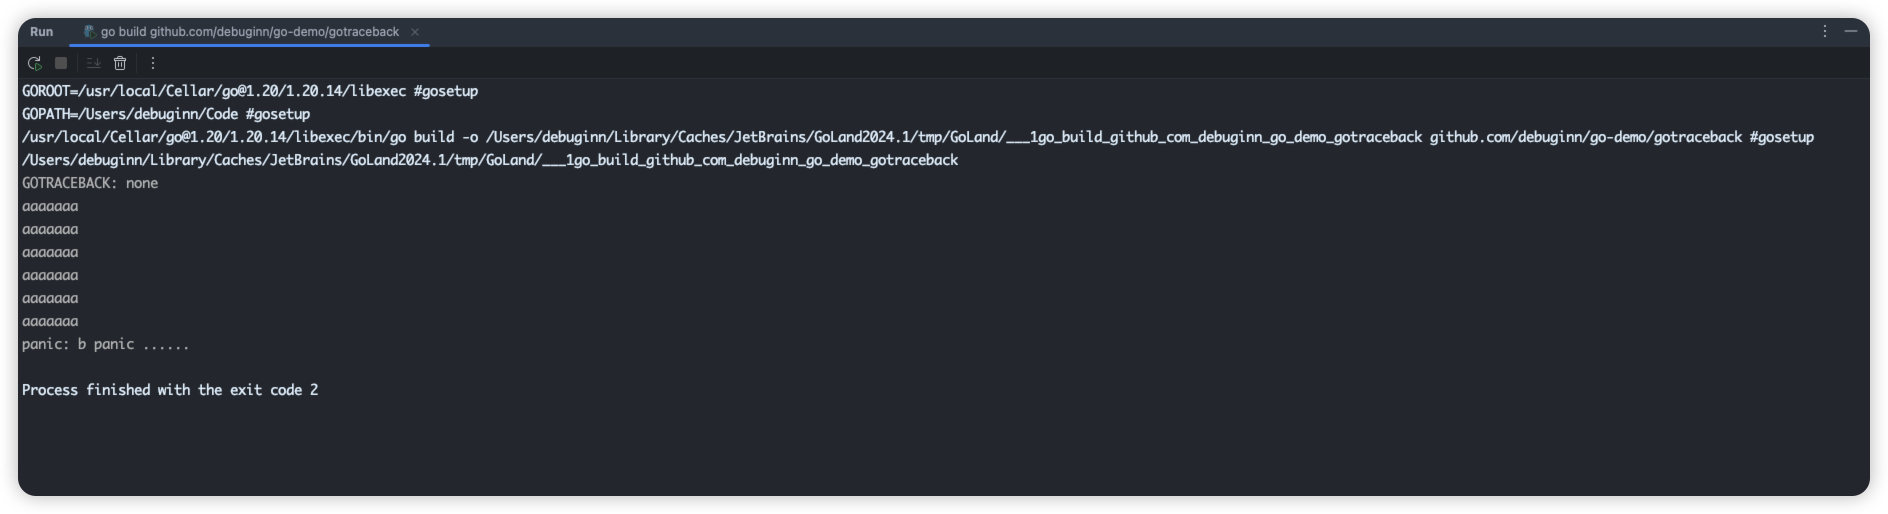 Run
go build github.com/debuginn/go-demo/gotraceback
GOROOT=/usr/local/Cellar/go@1.20/1.20.14/libexec #gosetup
GOPATH=/Users/debuginn/Code #gosetup
/usr/local/Cellar/go@1.20/1.20.14/libexec/bin/go build -o /Users/debuginn/Library/Caches/JetBrains/GoLand2024.1/tmp/GoLand/___1go_build_github_com_debuginn_go_demo_gotraceback github.com/debuginn/go-demo/gotraceback #gosetup
/Users/debuginn/Library/Caches/JetBrains/GoLand2024.1/tmp/GoLand/___1go_build_github_com_debuginn_go_demo_gotraceback
GOTRACEBACK: none
aaaaaaa
aaaaaaa
aaaaaaa
aaaaaaa
aaaaaaa
aaaaaaa
panic: b panic ......
Process finished with the exit code 2